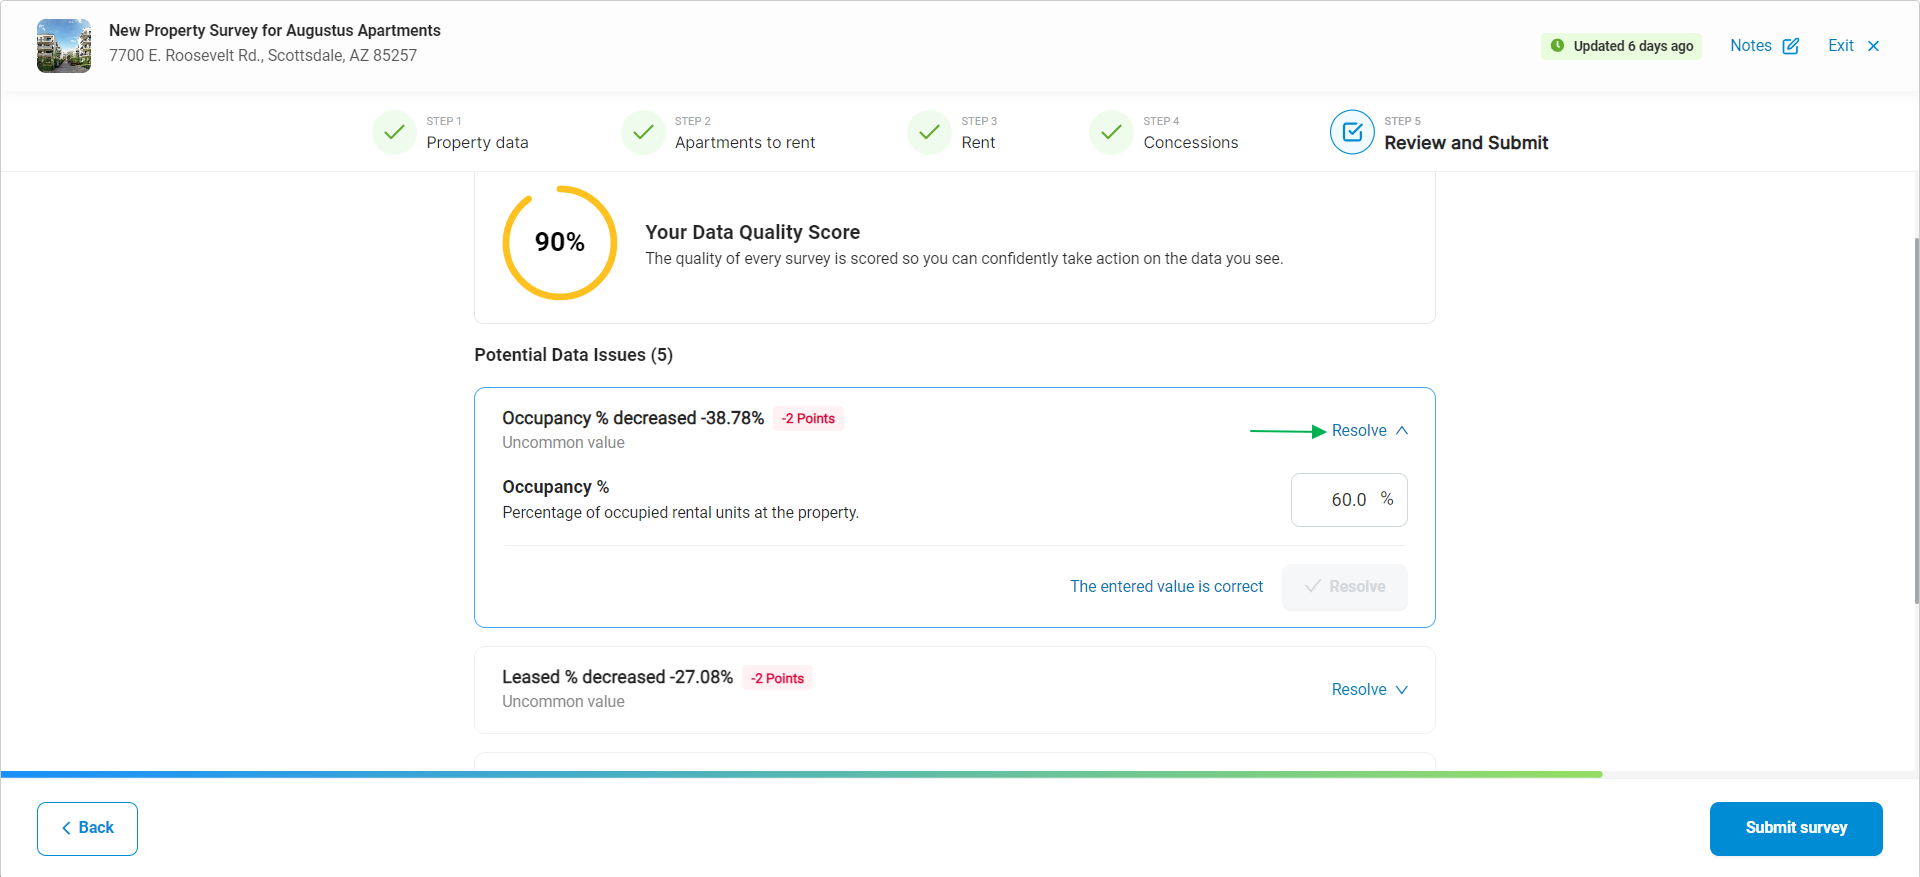 New Property Survey for Augustus Apartments
7700 E. Roosevelt Rd., Scottsdale, AZ 85257
Updated 6 days ago
Notes
Exit
STEP 1
Property data
STEP 2
Apartments to rent
STEP 3
Rent
STEP 4
Concessions
STEP 5
Review and Submit
90%
Your Data Quality Score
The quality of every survey is scored so you can confidently take action on the data you see.
Potential Data Issues (5)
Occupancy % decreased -38.78% -2 Points
Uncommon value
Resolve
Occupancy %
Percentage of occupied rental units at the property.
60.0 %
The entered value is correct
Resolve
Leased % decreased -27.08% -2 Points
Uncommon value
Resolve
Back
Submit survey